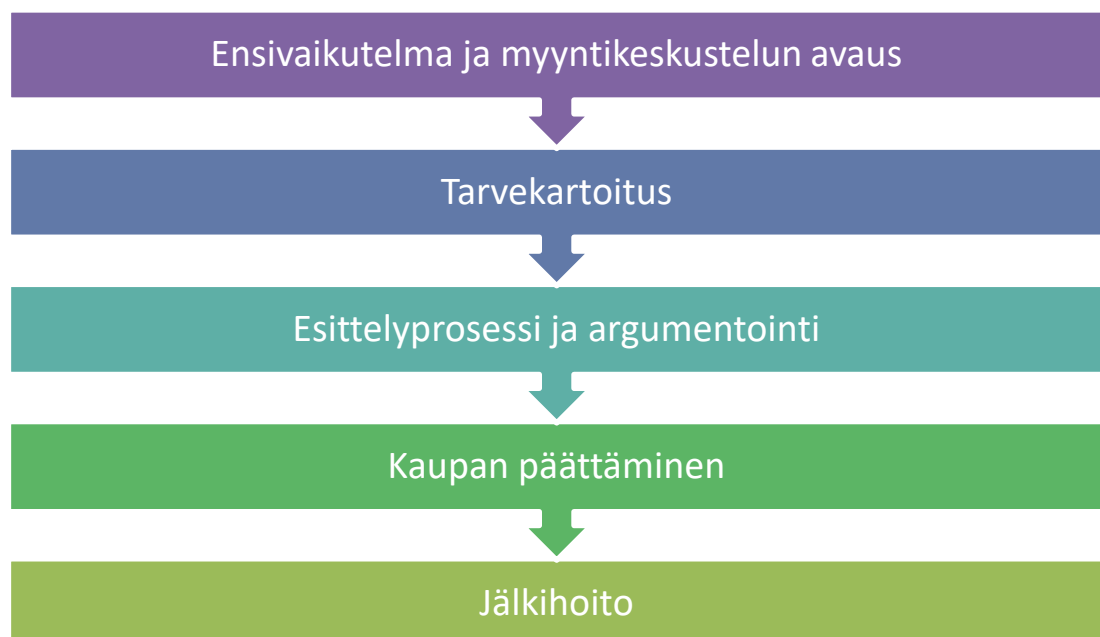 Ensivaikutelma ja myyntikeskustelun avaus
Tarvekartoitus
Esittelyprosessi ja argumentointi
Kaupan päättäminen
Jälkihoito